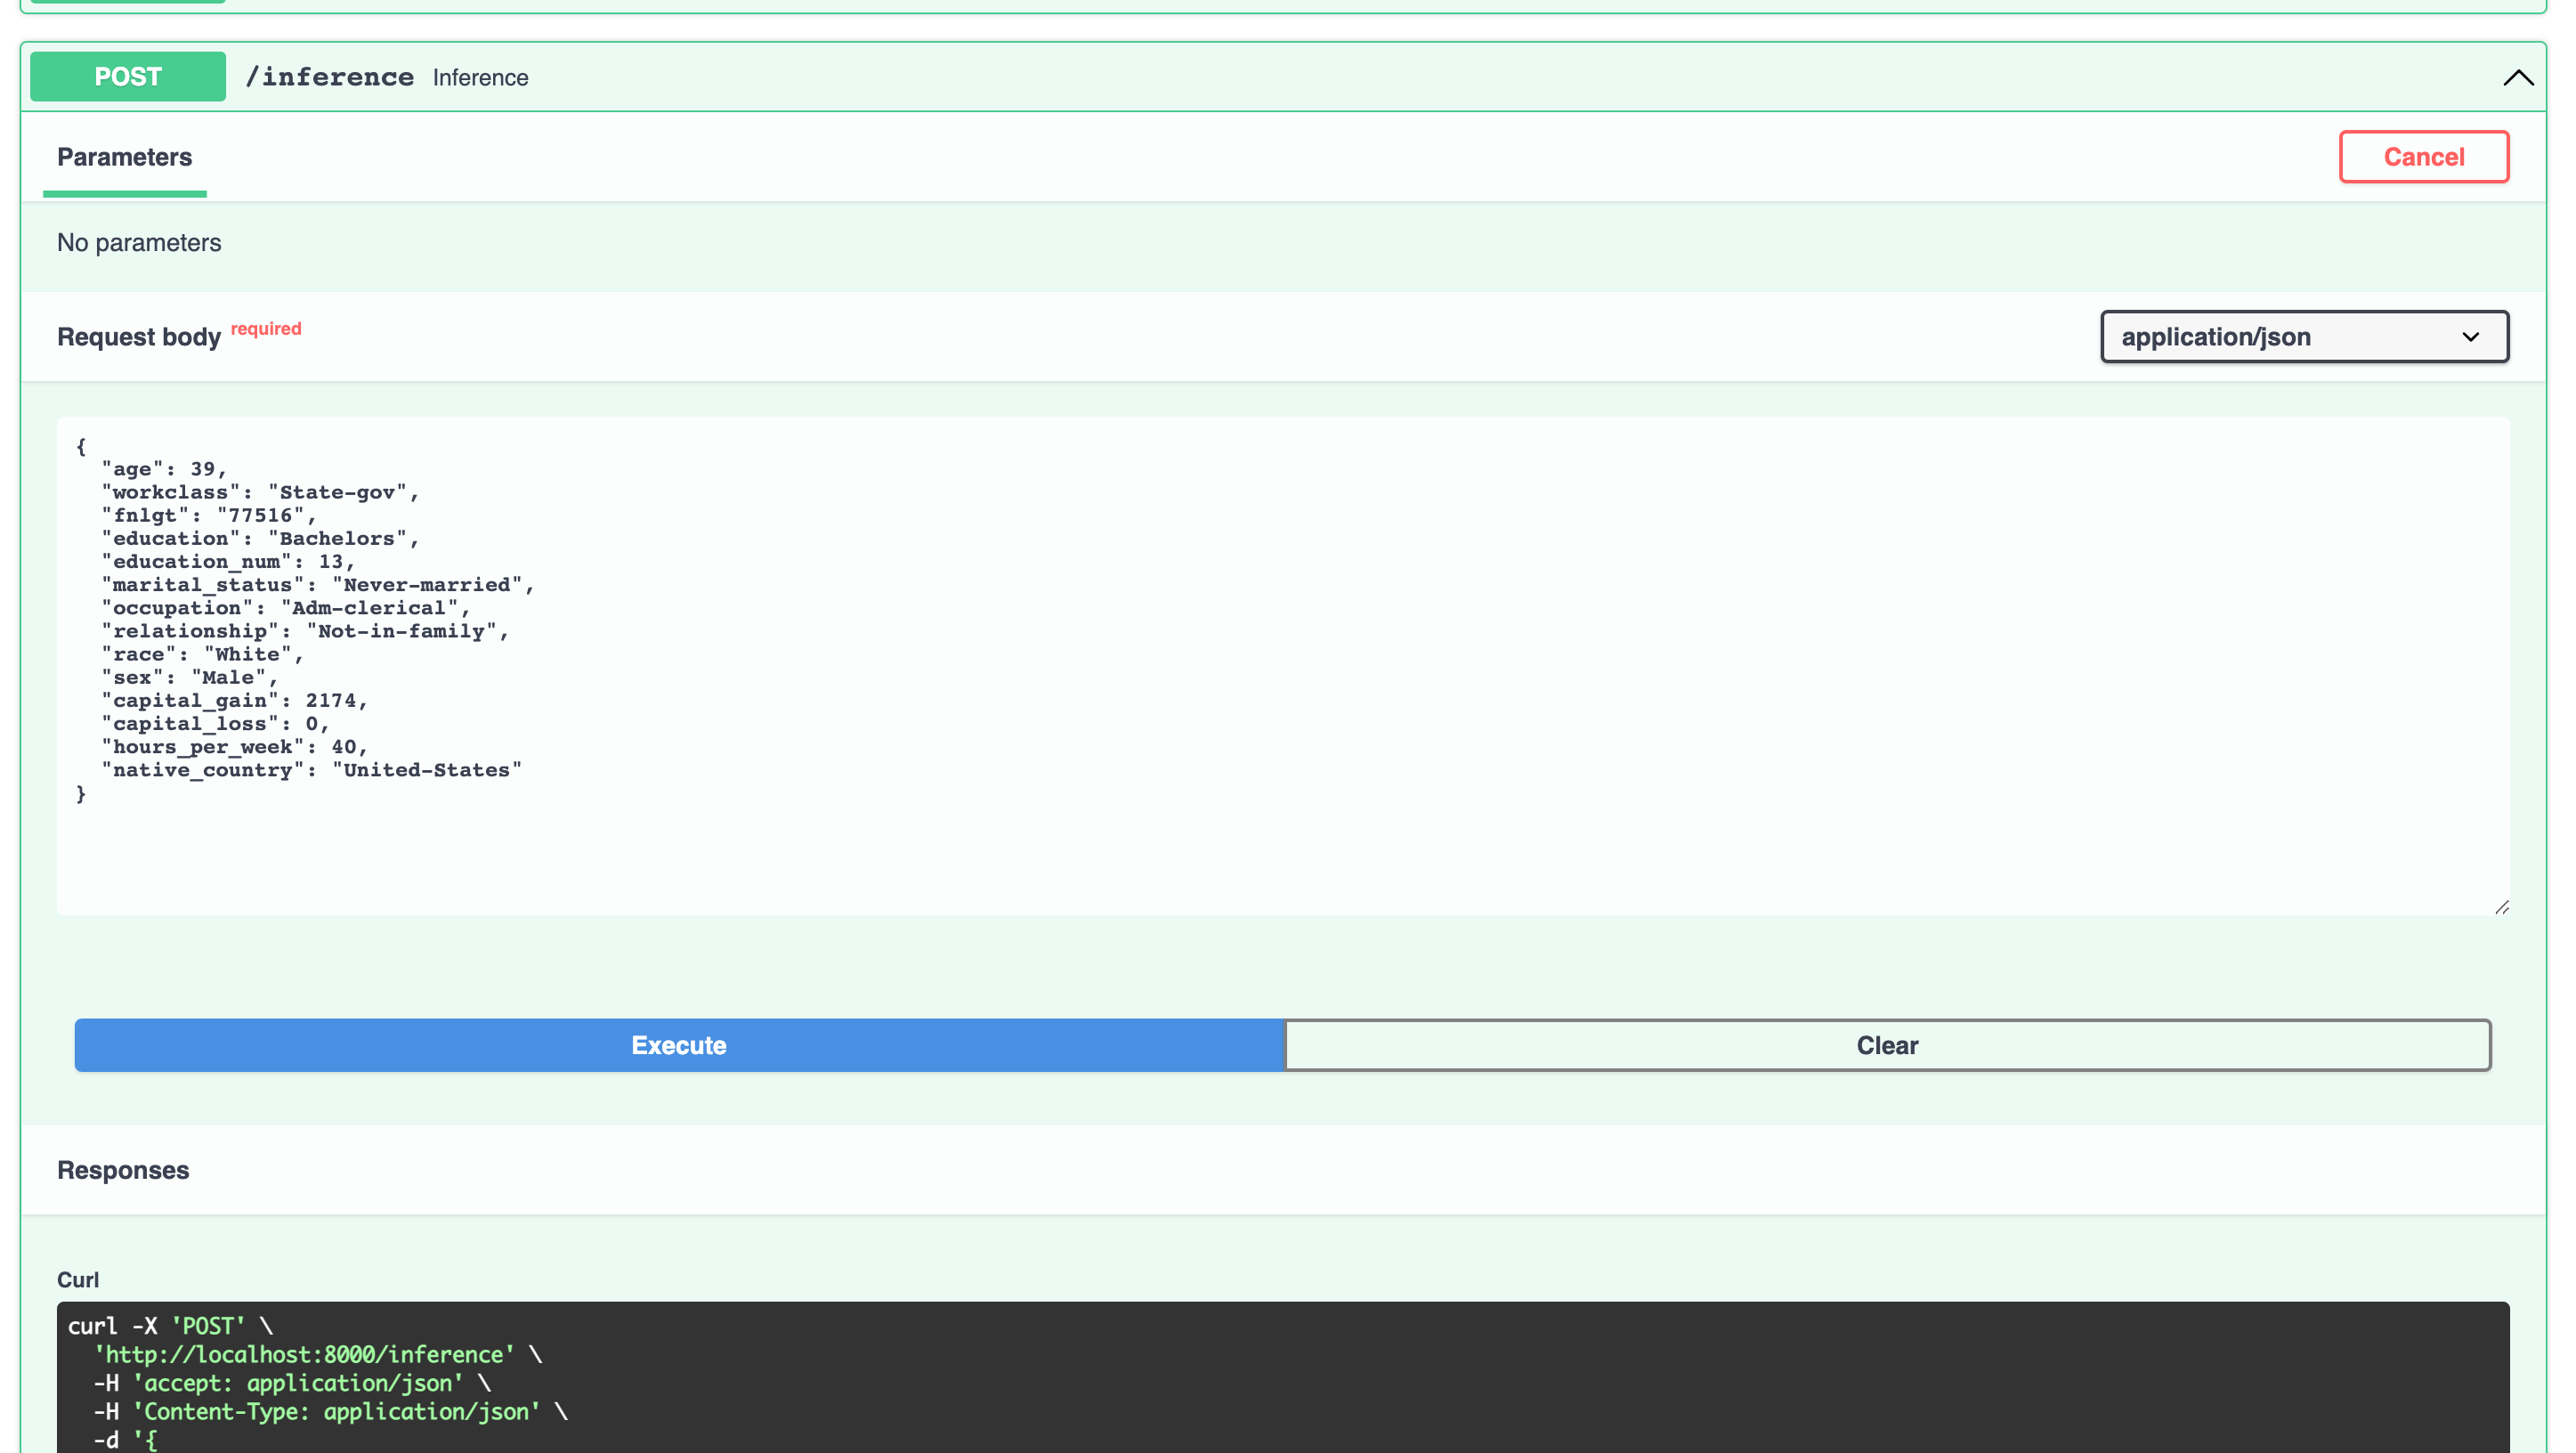 POST /inference Inference
Parameters
Cancel
No parameters
Request body required
application/json
{
  "age": 39,
  "workclass": "State-gov",
  "fnlgt": "77516",
  "education": "Bachelors",
  "education_num": 13,
  "marital_status": "Never-married",
  "occupation": "Adm-clerical",
  "relationship": "Not-in-family",
  "race": "White",
  "sex": "Male",
  "capital_gain": 2174,
  "capital_loss": 0,
  "hours_per_week": 40,
  "native_country": "United-States"
}
Execute
Clear
Responses
Curl
curl -X 'POST' \
  'http://localhost:8000/inference' \
  -H 'accept: application/json' \
  -H 'Content-Type: application/json' \
  -d '{